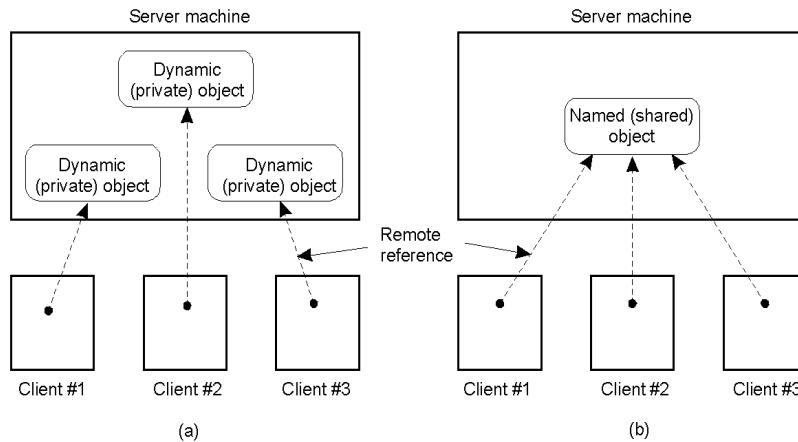 Server machine
Dynamic
(private) object
Dynamic
(private) object
Dynamic
(private) object
Client #1
Client #2
Client #3
(a)
Remote
reference
Server machine
Named (shared)
object
Client #1
Client #2
Client #3
(b)